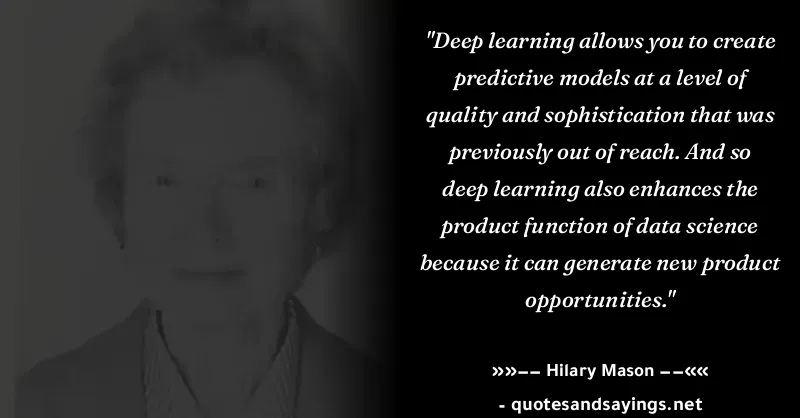 "Deep learning allows you to create
predictive models at a level of
quality and sophistication that was
previously out of reach. And so
deep learning also enhances the
product function of data science
because it can generate new product
opportunities."
»»–– Hilary Mason ––««
- quotesandsayings.net